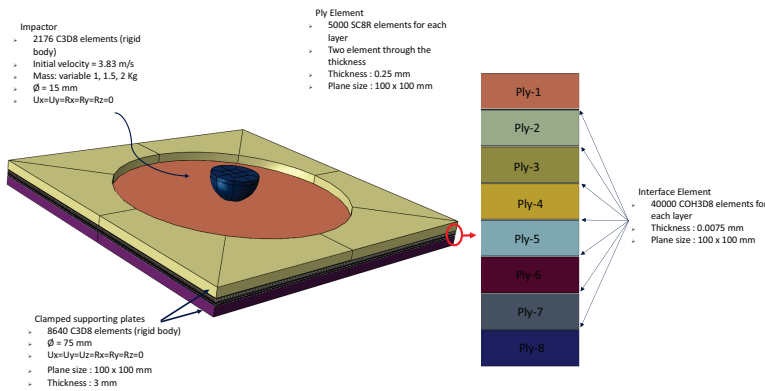 Impactor
➢ 2176 C3D8 elements (rigid
body)
➢ Initial velocity = 3.83 m/s
➢ Mass: variable 1, 1.5, 2 Kg
➢ Ø = 15 mm
➢ Ux=Uy=Rx=Ry=Rz=0
Ply Element
➢ 5000 SC8R elements for each
layer
➢ Two element through the
thickness
➢ Thickness : 0.25 mm
➢ Plane size : 100 x 100 mm
Ply-1
Ply-2
Ply-3
Ply-4
Ply-5
Ply-6
Ply-7
Ply-8
Interface Element
➢ 40000 COH3D8 elements for
each layer
➢ Thickness : 0.0075 mm
➢ Plane size : 100 x 100 mm
Clamped supporting plates
➢ 8640 C3D8 elements (rigid body)
➢ Ø = 75 mm
➢ Ux=Uy=Uz=Rx=Ry=Rz=0
➢ Plane size : 100 x 100 mm
➢ Thickness : 3 mm